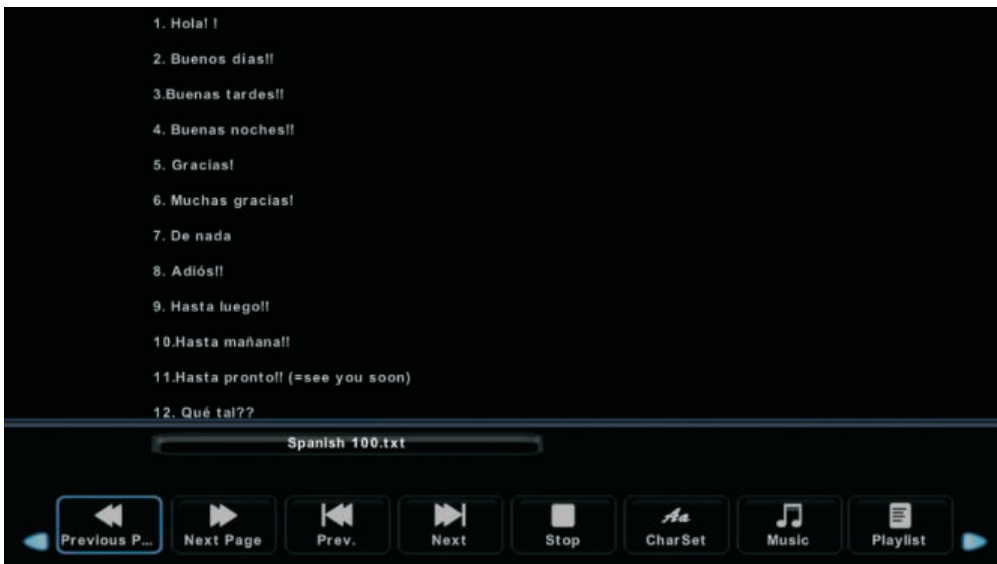 1. Hola! !
2. Buenos días!!
3.Buenas tardes!!
4. Buenas noches!!
5. Gracias!
6. Muchas gracias!
7. De nada
8. Adiós!!
9. Hasta luego!!
10.Hasta mañana!!
11.Hasta pronto!! (=see you soon)
12. Qué tal??
Spanish 100.txt
Previous P... Next Page Prev. Next Stop Aa CharSet Music Playlist